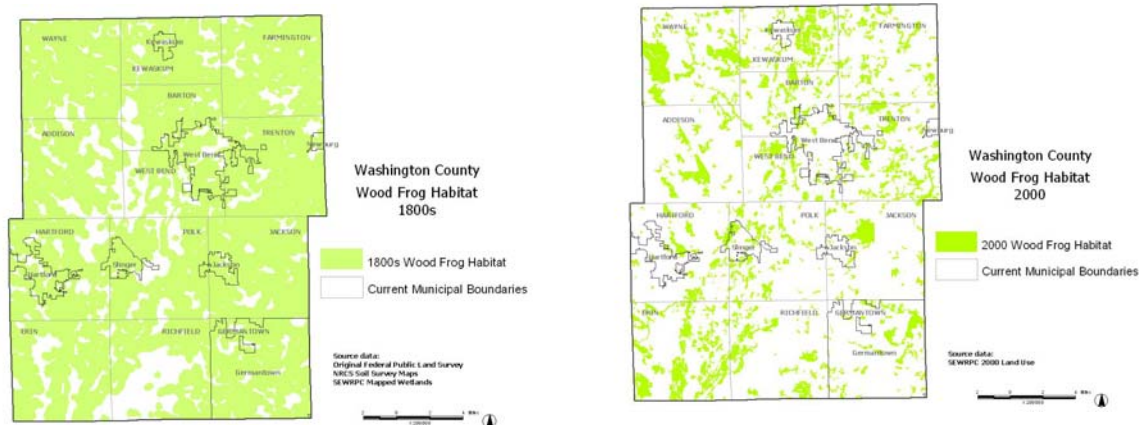 WAYNE
Kewaskum
FARMINGTON
KEWASKUM
BARTON
ADDISON
TRENTON
Newburg
West Bend
WEST BEND
Washington County
Wood Frog Habitat
1800s
HARTFORD
POLK
JACKSON
Slinger
Jackson
Hartford
1800s Wood Frog Habitat
Current Municipal Boundaries
ERIN
RICHFIELD
GERMANTOWN
Germantown
Source data:
Original Federal Public Land Survey
NRCS Soil Survey Maps
SEWRPC Mapped Wetlands
WAYNE
Kewaskum
FARMINGTON
KEWASKUM
BARTON
ADDISON
TRENTON
Newburg
West Bend
WEST BEND
Washington County
Wood Frog Habitat
2000
HARTFORD
POLK
JACKSON
Slinger
Jackson
Hartford
2000 Wood Frog Habitat
Current Municipal Boundaries
ERIN
RICHFIELD
GERMANTOWN
Germantown
Source data:
SEWRPC 2000 Land Use